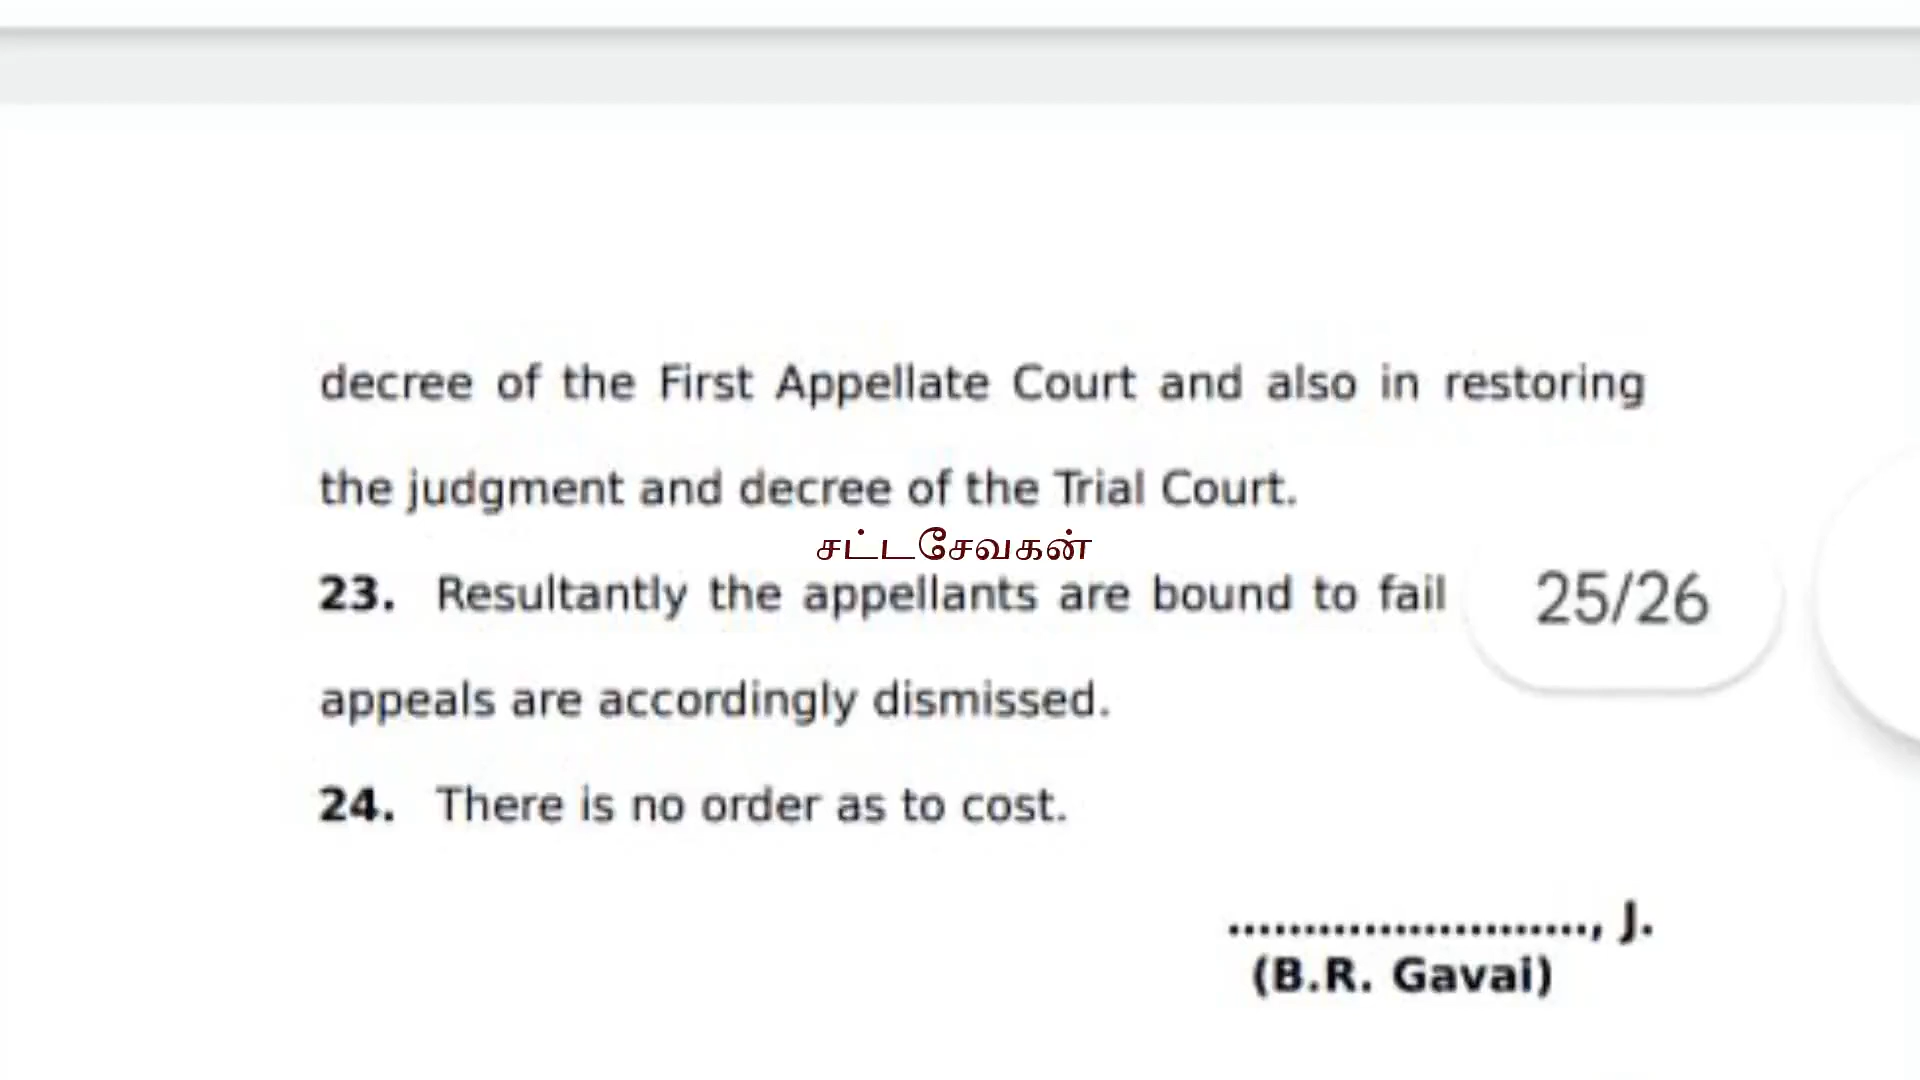 decree of the First Appellate Court and also in restoring
the judgment and decree of the Trial Court.
சட்டசேவகன்
23. Resultantly the appellants are bound to fail
25/26
appeals are accordingly dismissed.
24. There is no order as to cost.
........................, J.
(B.R. Gavai)